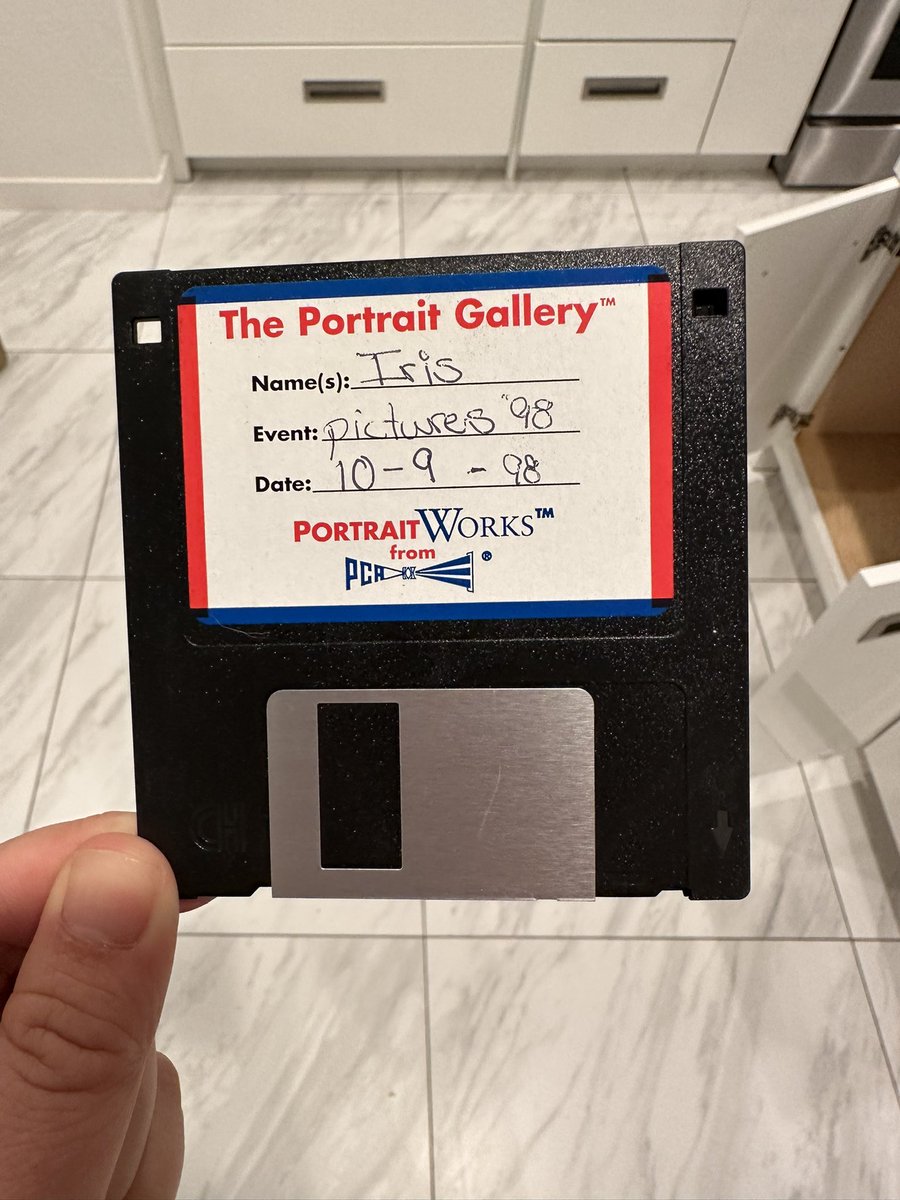 The Portrait Gallery™
Name(s): Iris
Event: pictures "98
Date: 10-9-98
PORTRAITWORKS™
from
PCA ®